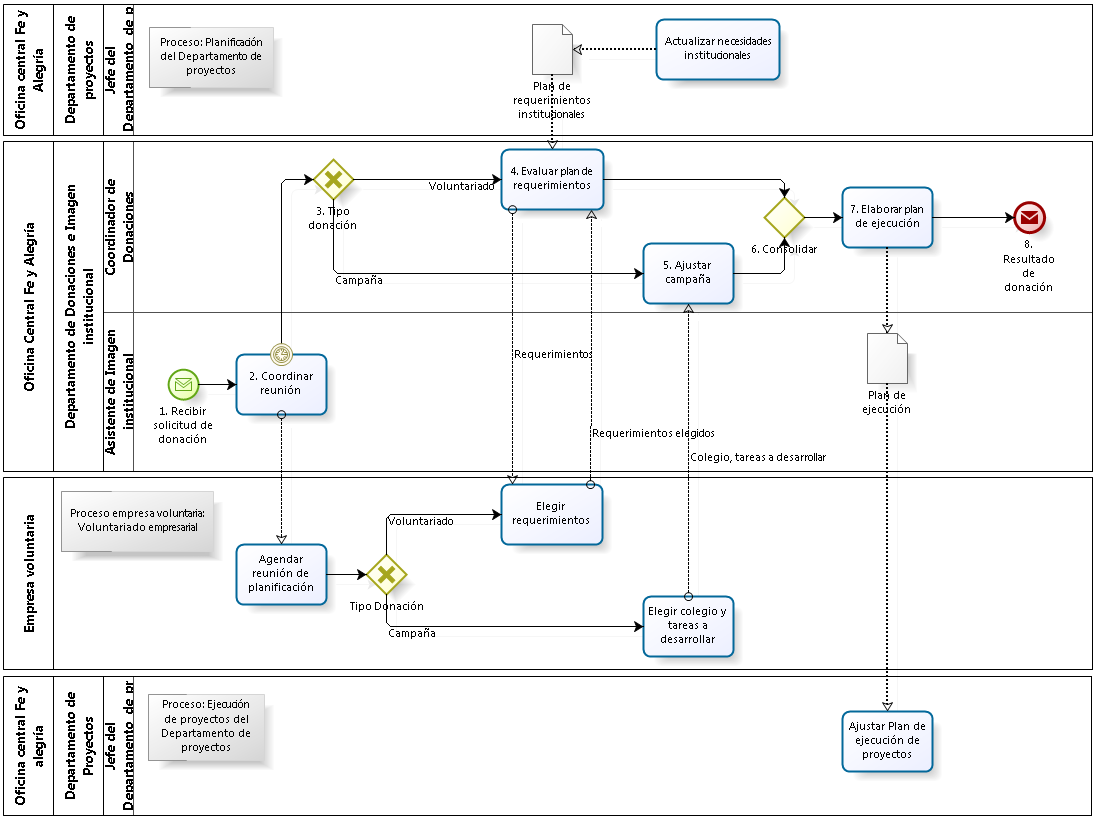 Oficina central Fe y
Alegría
Departamento de
proyectos
Jefe del
Departamento de p
Proceso: Planificación
del Departamento de
proyectos
Plan de
requerimientos
institucionales
Actualizar necesidades
institucionales
Oficina Central Fe y Alegría
Departamento de Donaciones e Imagen
institucional
Coordinador de
Donaciones
3. Tipo
donación
Voluntariado
4. Evaluar plan de
requerimientos
Campaña
5. Ajustar
campaña
6. Consolidar
7. Elaborar plan
de ejecución
8.
Resultado
de
donación
Asistente de Imagen
institucional
1. Recibir
solicitud de
donación
2. Coordinar
reunión
Requerimientos
Requerimientos elegidos
Colegio, tareas a desarrollar
Plan de
ejecución
Empresa voluntaria
Proceso empresa voluntaria:
Voluntariado empresarial
Agendar
reunión de
planificación
Tipo Donación
Voluntariado
Campaña
Elegir
requerimientos
Elegir colegio y
tareas a
desarrollar
Oficina central Fe y
alegría
Departamento de
Proyectos
Jefe del
Departamento de pr
Proceso: Ejecución
de proyectos del
Departamento de
proyectos
Ajustar Plan de
ejecución de
proyectos